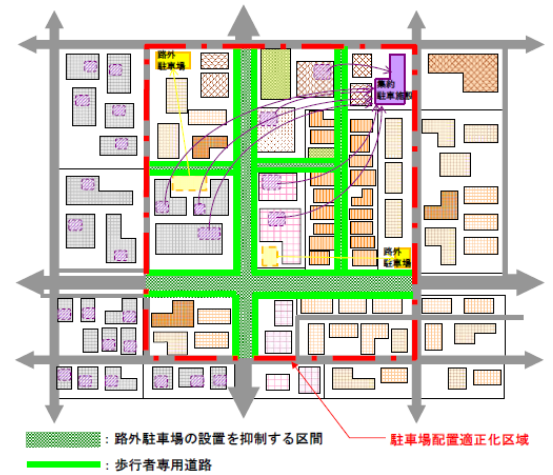 路外
駐車場
集約
駐車施設
路外
駐車場
：路外駐車場の設置を抑制する区間
駐車場配置適正化区域
：歩行者専用道路